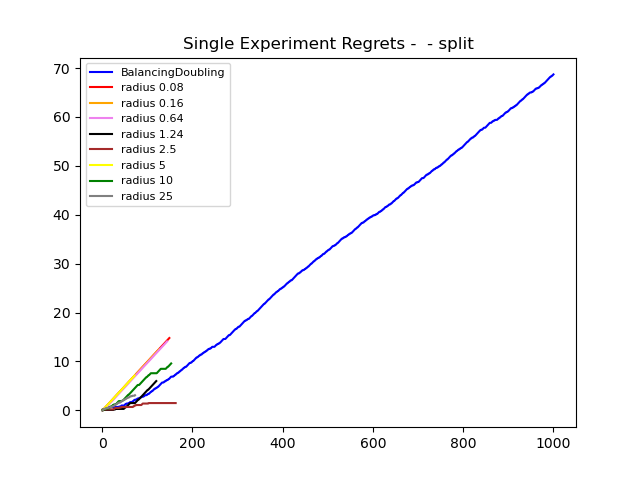 Single Experiment Regrets -  - split
70
60
50
40
30
20
10
0
BalancingDoubling
radius 0.08
radius 0.16
radius 0.64
radius 1.24
radius 2.5
radius 5
radius 10
radius 25
0 200 400 600 800 1000